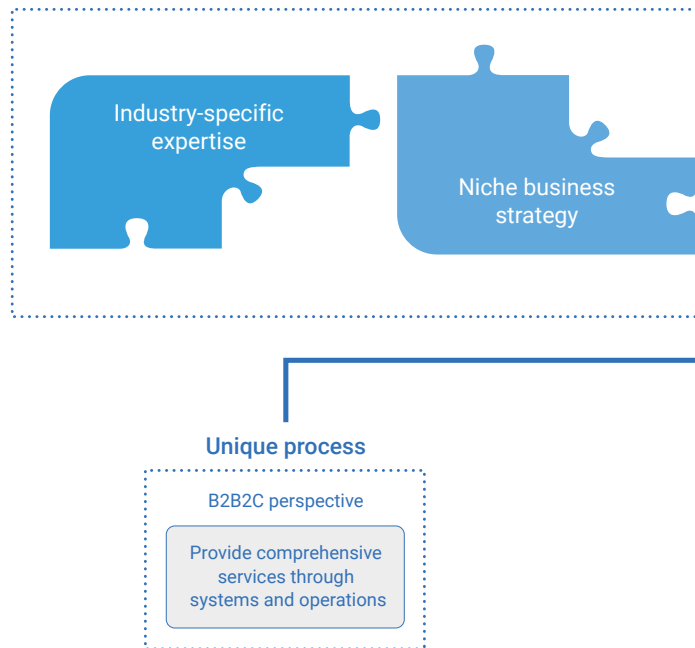 Industry-specific
expertise
Niche business
strategy
Unique process
B2B2C perspective
Provide comprehensive
services through
systems and operations